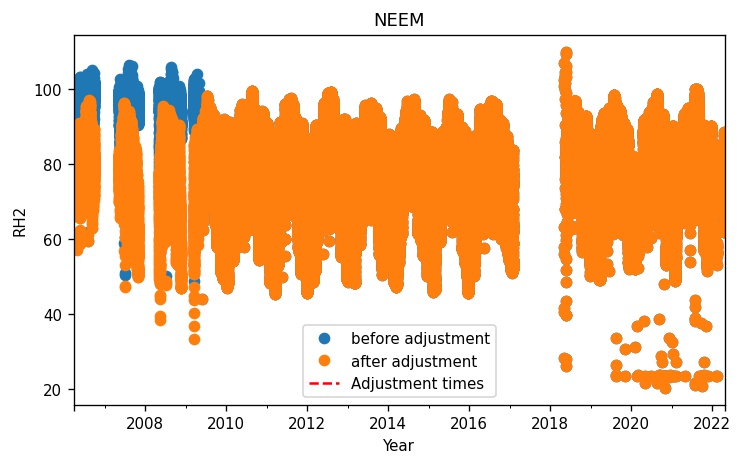 NEEM
RH2
100
80
60
40
20
before adjustment
after adjustment
Adjustment times
2008
2010
2012
2014
2016
2018
2020
2022
Year